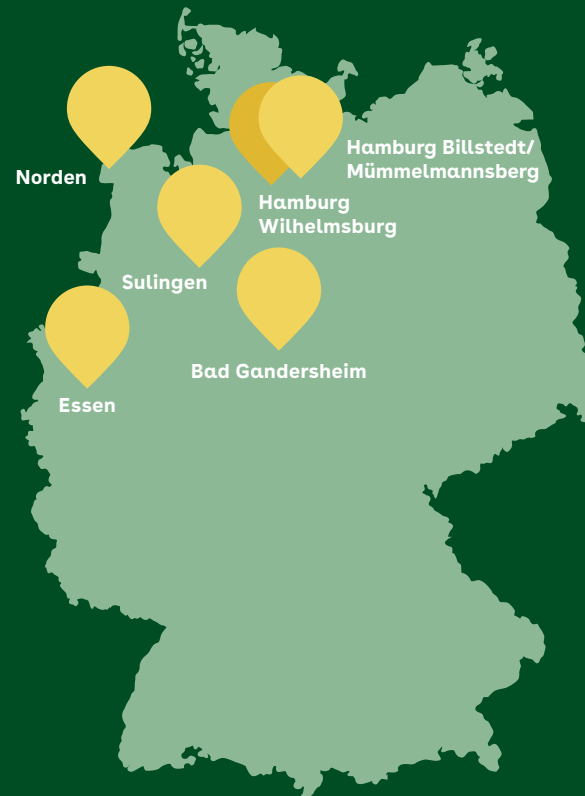 Hamburg Billstedt/
Mümmelmannsberg
Norden
Hamburg
Wilhelmsburg
Sulingen
Bad Gandersheim
Essen